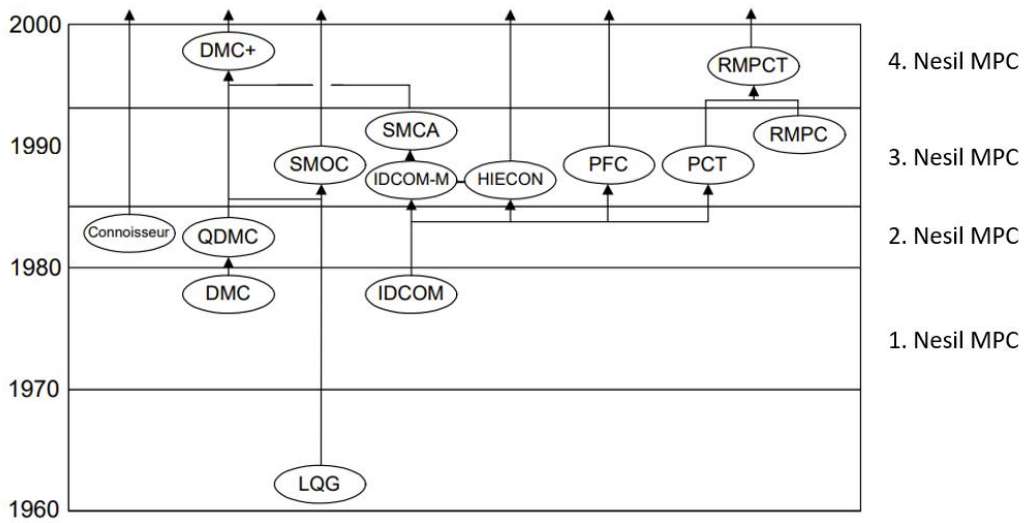 2000
DMC+
RMPCT
4. Nesil MPC
SMCA
RMPC
1990
SMOC
IDCOM-M
HIECON
PFC
PCT
3. Nesil MPC
Connoisseur
QDMC
2. Nesil MPC
1980
DMC
IDCOM
1. Nesil MPC
1970
LQG
1960